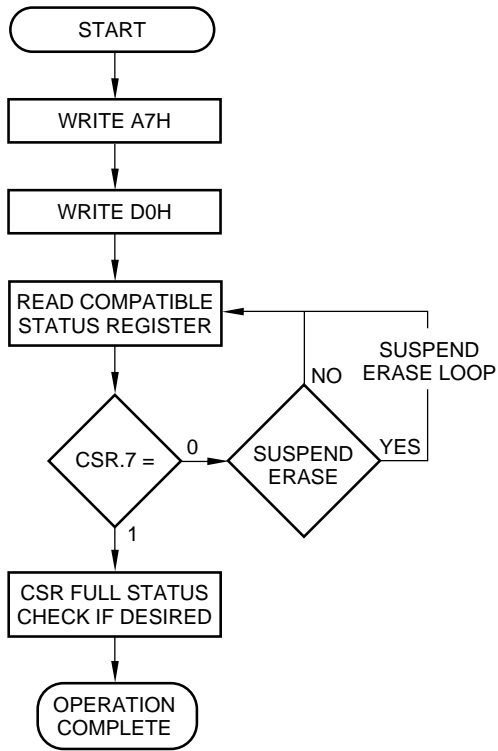 START
WRITE A7H
WRITE D0H
READ COMPATIBLE
STATUS REGISTER
SUSPEND
ERASE LOOP
NO
CSR.7 =
0
SUSPEND
ERASE
YES
1
CSR FULL STATUS
CHECK IF DESIRED
OPERATION
COMPLETE